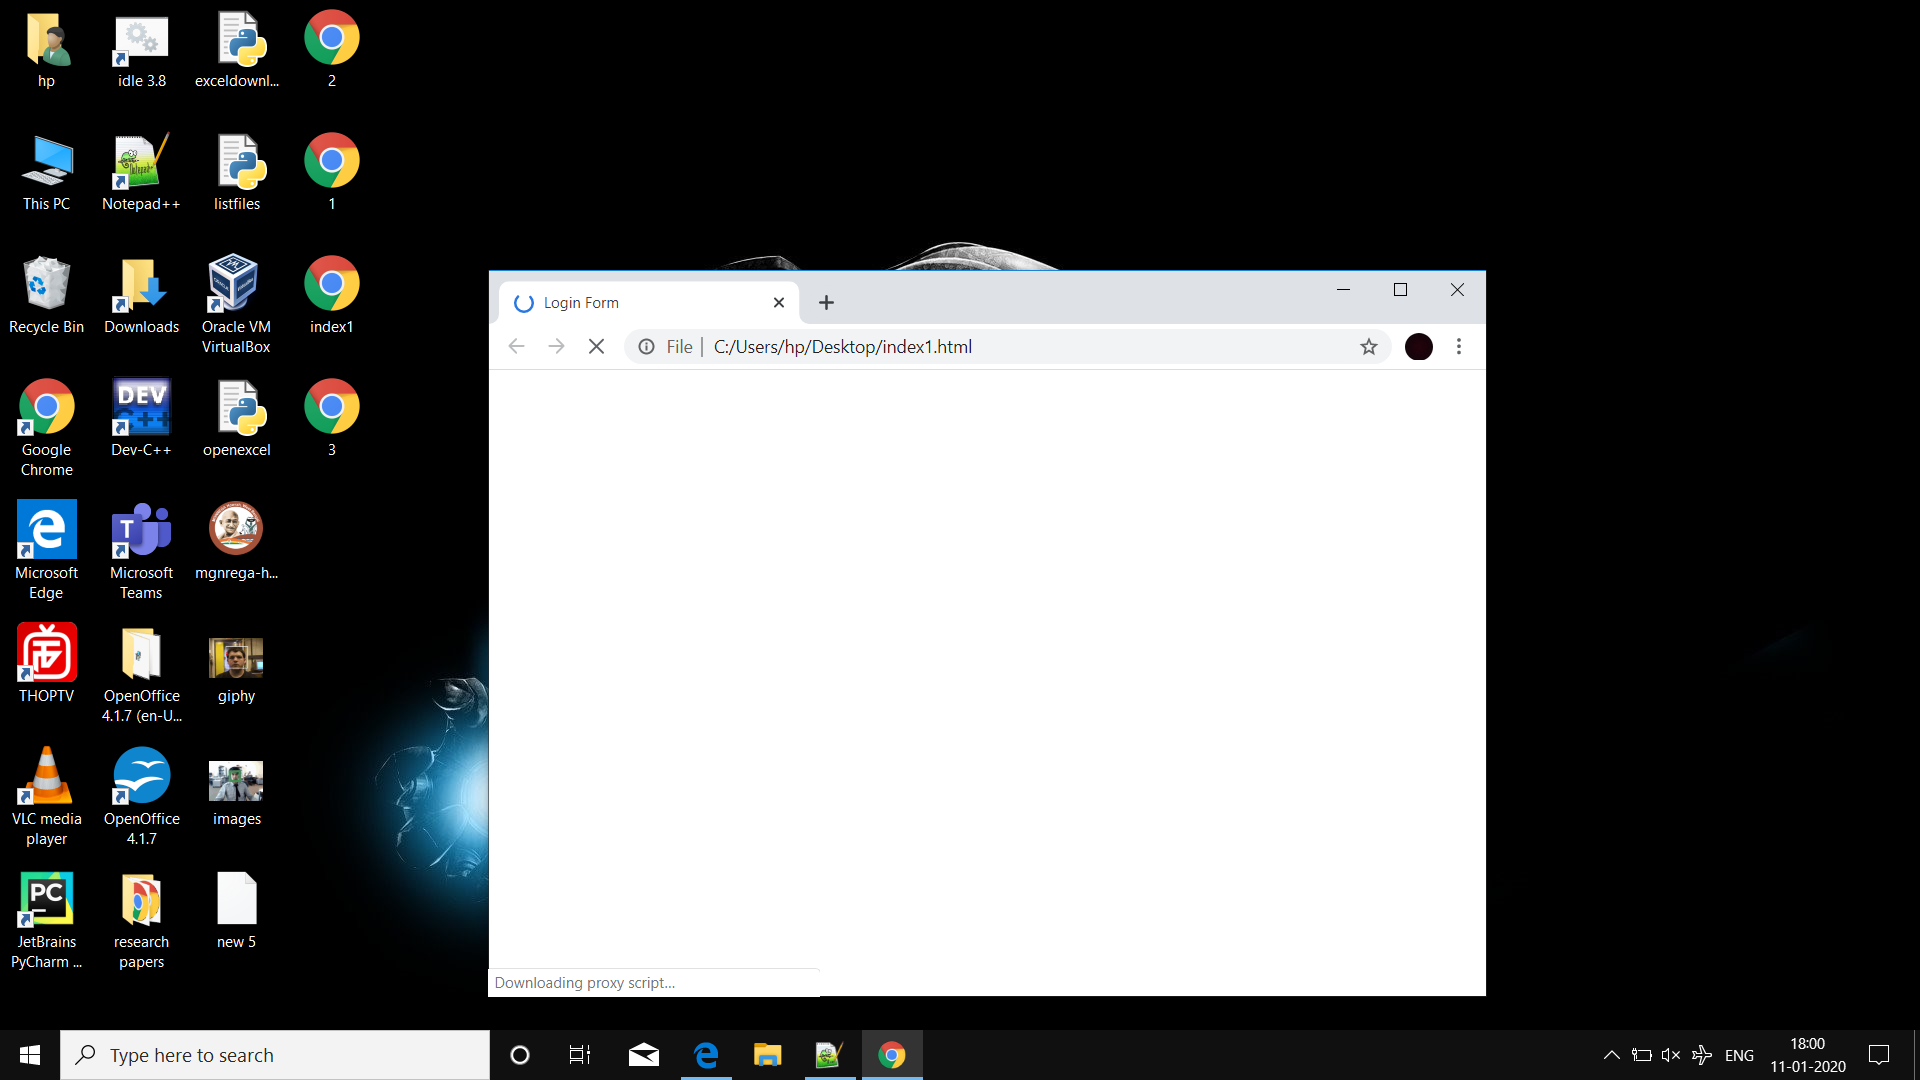 hp
idle 3.8
exceldownl...
2
This PC
Notepad++
listfiles
1
Recycle Bin
Downloads
Oracle VM
VirtualBox
index1
Google
Chrome
DEV
Dev-C++
openexcel
3
Microsoft
Edge
T
Microsoft
Teams
mgnrega-h...
THOPTV
OpenOffice
4.1.7 (en-U...
giphy
VLC media
player
OpenOffice
4.1.7
images
PC
JetBrains
PyCharm ...
research
papers
new 5
Login Form
File
C:/Users/hp/Desktop/index1.html
Downloading proxy script...
Type here to search
ENG
18:00
11-01-2020